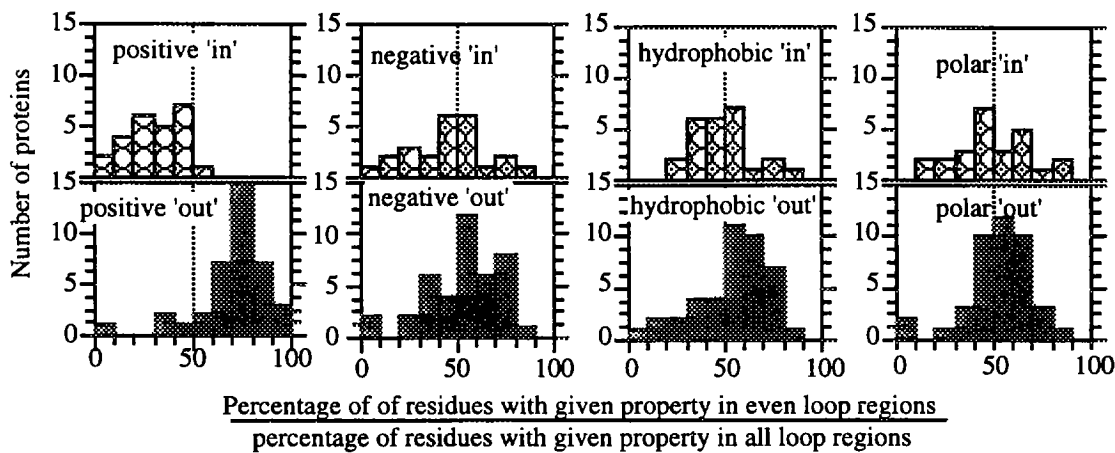 15 15 15 15
positive 'in' negative 'in' hydrophobic 'in' polar 'in'
10 10 10 10
5 5 5 5
Number of proteins
15 15 15 15
positive 'out' negative 'out' hydrophobic 'out' polar 'out'
10 10 10 10
5 5 5 5
0 0 0 0
0 50 100 0 50 100 0 50 100 0 50 100
Percentage of of residues with given property in even loop regions
percentage of residues with given property in all loop regions